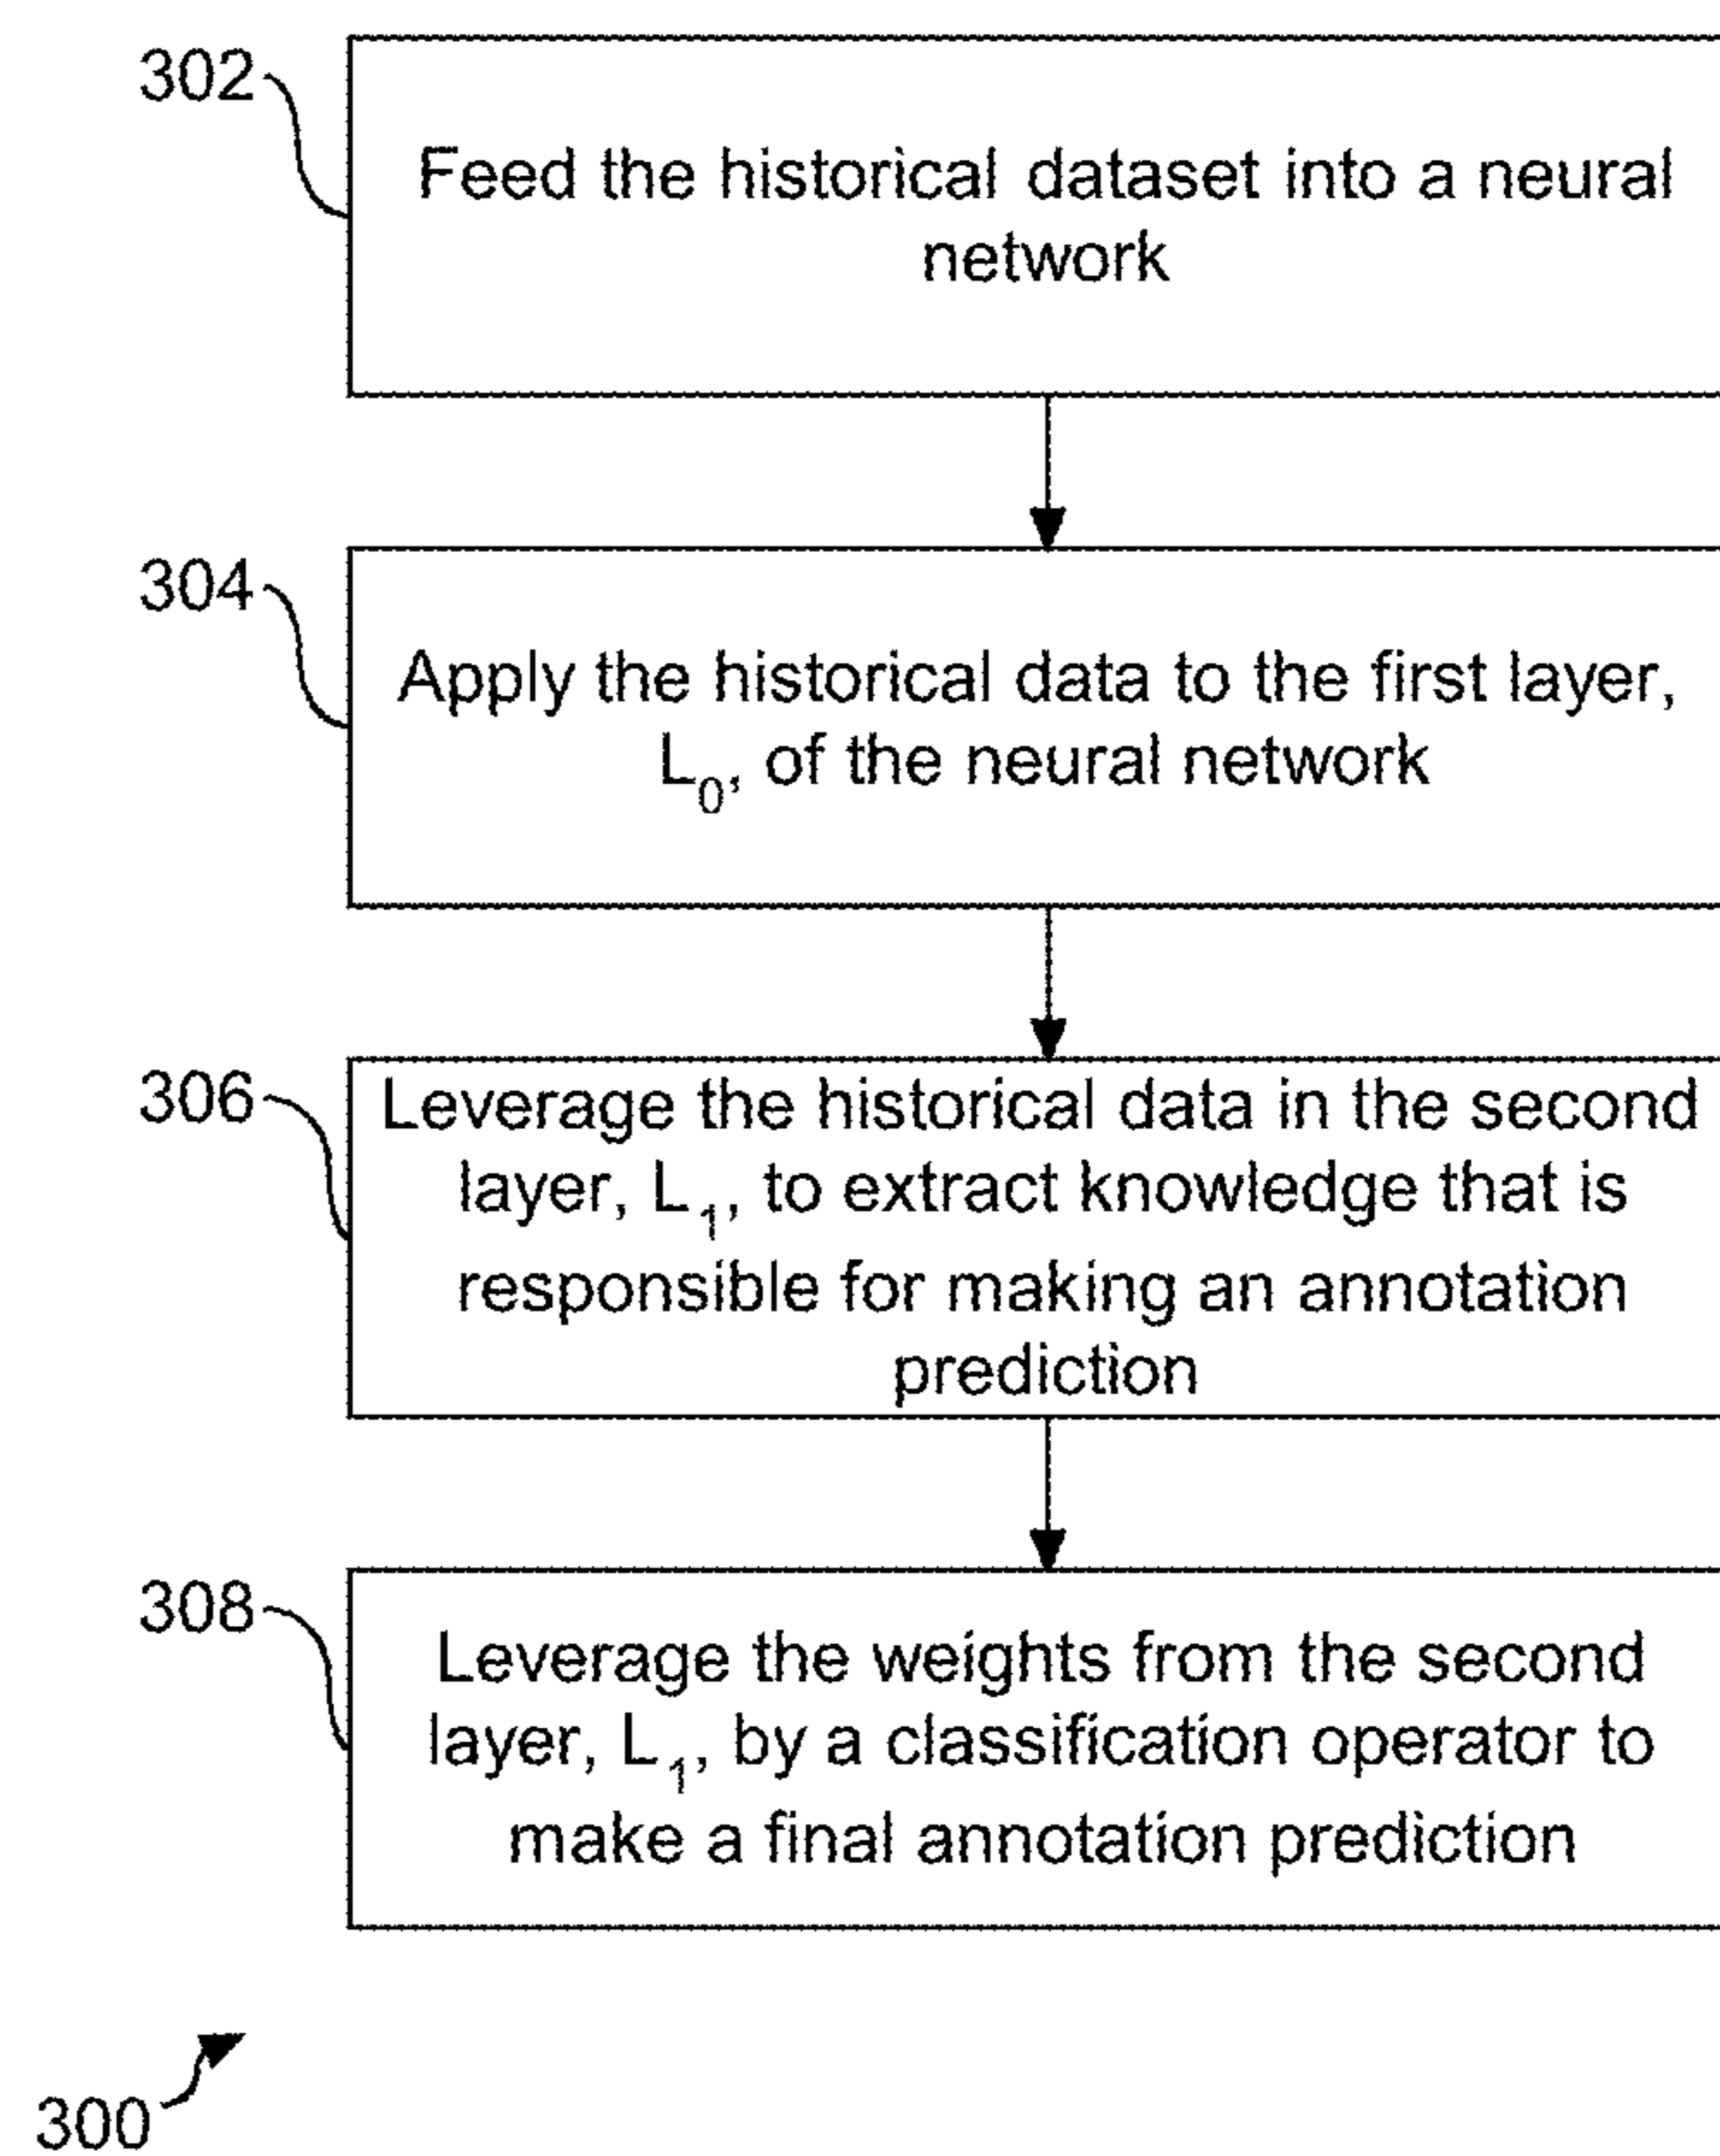 302
Feed the historical dataset into a neural
network
304
Apply the historical data to the first layer,
L₀, of the neural network
306
Leverage the historical data in the second
layer, L₁, to extract knowledge that is
responsible for making an annotation
prediction
308
Leverage the weights from the second
layer, L₁, by a classification operator to
make a final annotation prediction
300